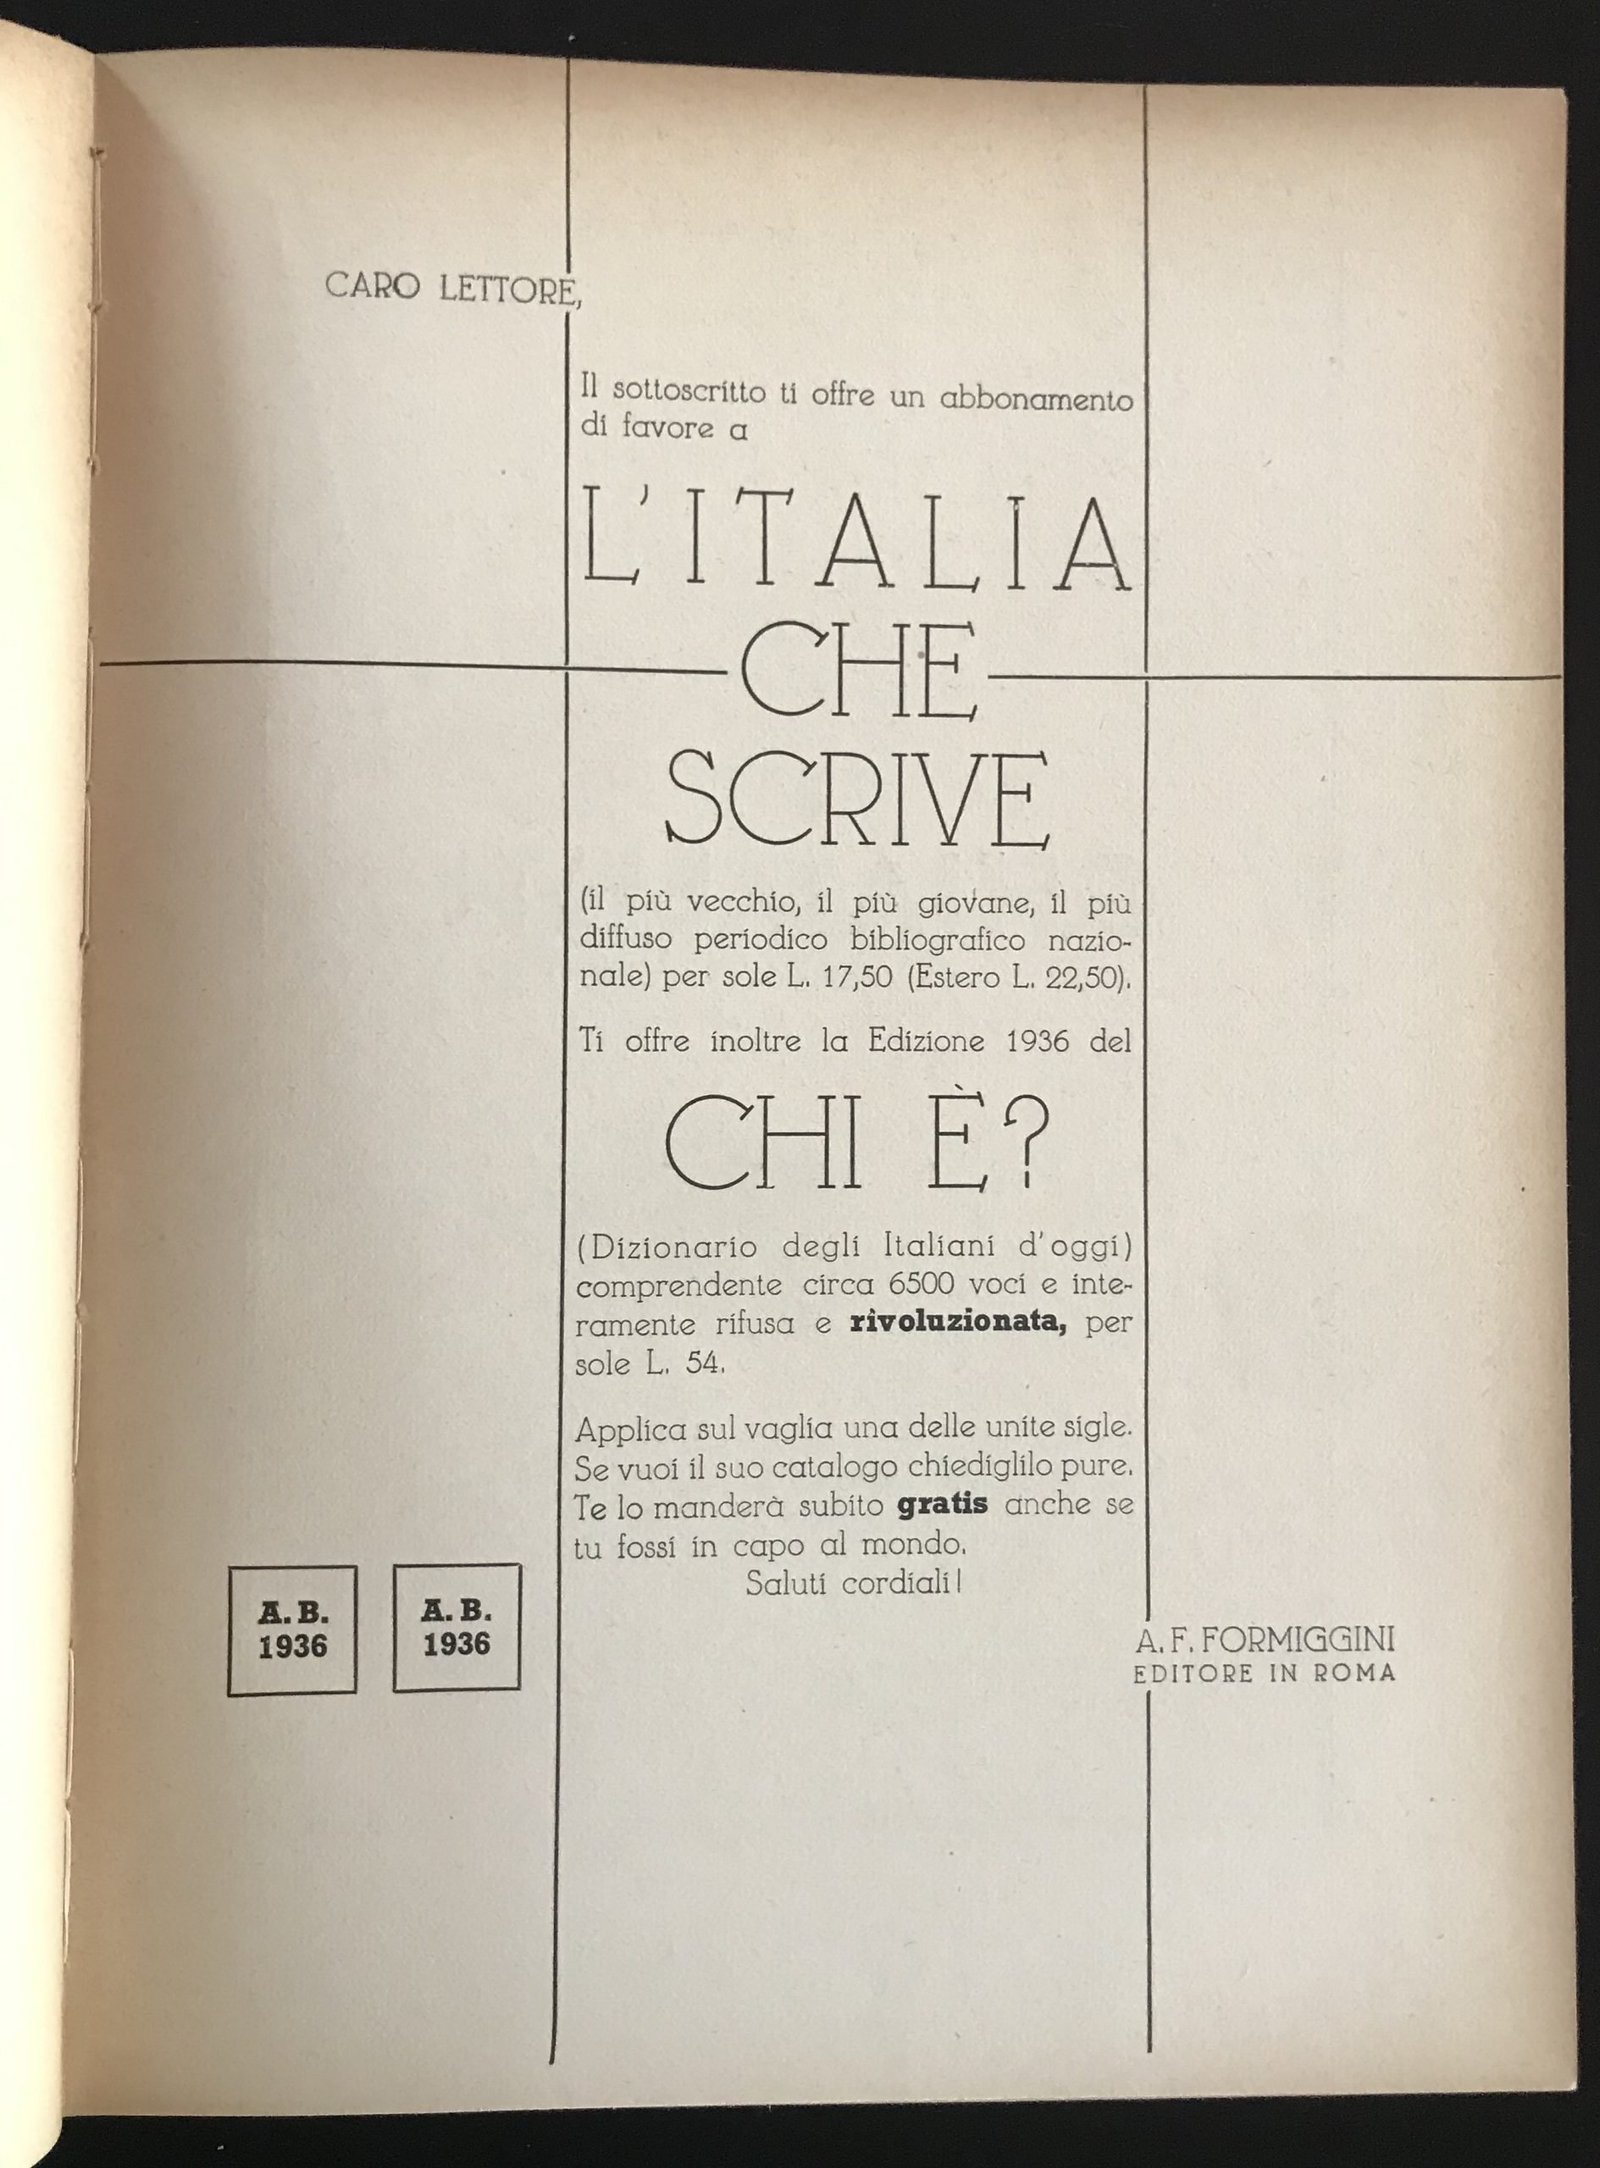 CARO LETTORE,
Il sottoscritto ti offre un abbonamento
di favore a
L'ITALIA
CHE
SCRIVE
(il più vecchio, il più giovane, il più
diffuso periodico bibliografico nazio-
nale) per sole L. 17,50 (Estero L. 22,50).
Ti offre inoltre la Edizione 1936 del
CHI È?
(Dizionario degli Italiani d'oggi)
comprendente circa 6500 voci e inte-
ramente rifusa e rivoluzionata, per
sole L. 54.
Applica sul vaglia una delle unite sigle.
Se vuoi il suo catalogo chiediglilo pure.
Te lo manderà subito gratis anche se
tu fossi in capo al mondo.
Saluti cordiali!
A. B.
1936
A. B.
1936
A. F. FORMIGGINI
EDITORE IN ROMA